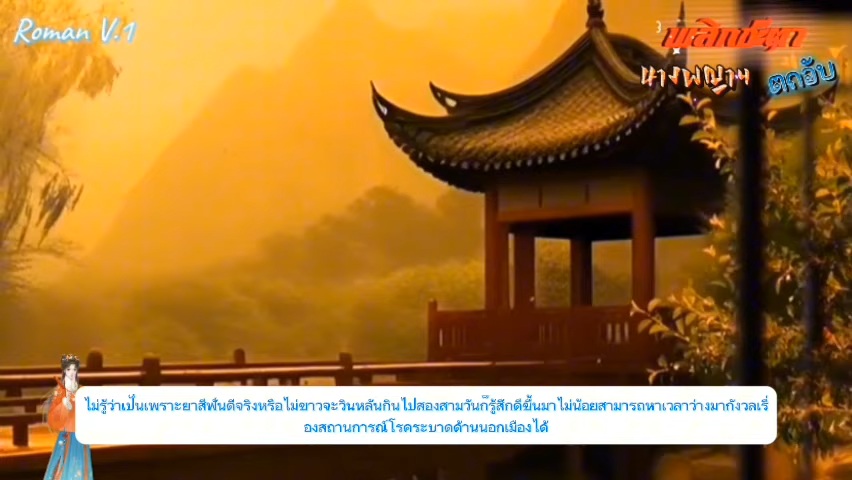 Roman V.1
พลิกชะตา
นางพญางู
ตกอับ
ไม่รู้ว่าเป็นเพราะยาสีฟันดีจริงหรือไม่ขาวจะวินหลันกินไปสองสามวันก็รู้สึกดีขึ้นมาไม่น้อยสามารถหาเวลาว่างมากังวลเรื่
องสถานการณ์โรคระบาดด้านนอกเมืองได้